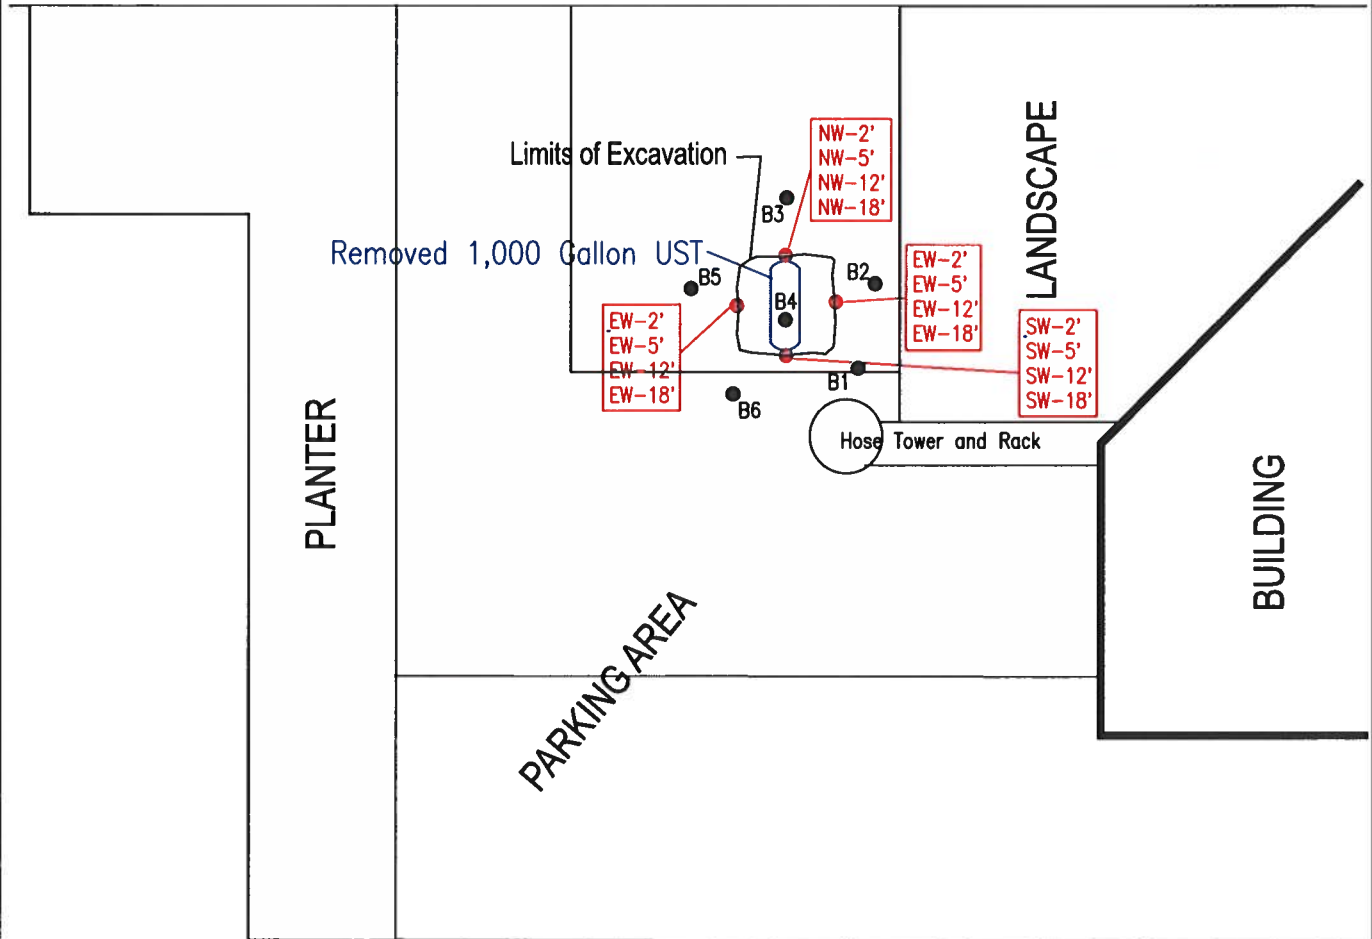 Limits of Excavation
NW-2'
NW-5'
NW-12'
NW-18'
B3
LANDSCAPE
Removed 1,000 Gallon UST
B5
B4
B2
EW-2'
EW-5'
EW-12'
EW-18'
EW-2'
EW-5'
EW-12'
EW-18'
SW-2'
SW-5'
SW-12'
SW-18'
B1
B6
Hose Tower and Rack
PLANTER
BUILDING
PARKING AREA